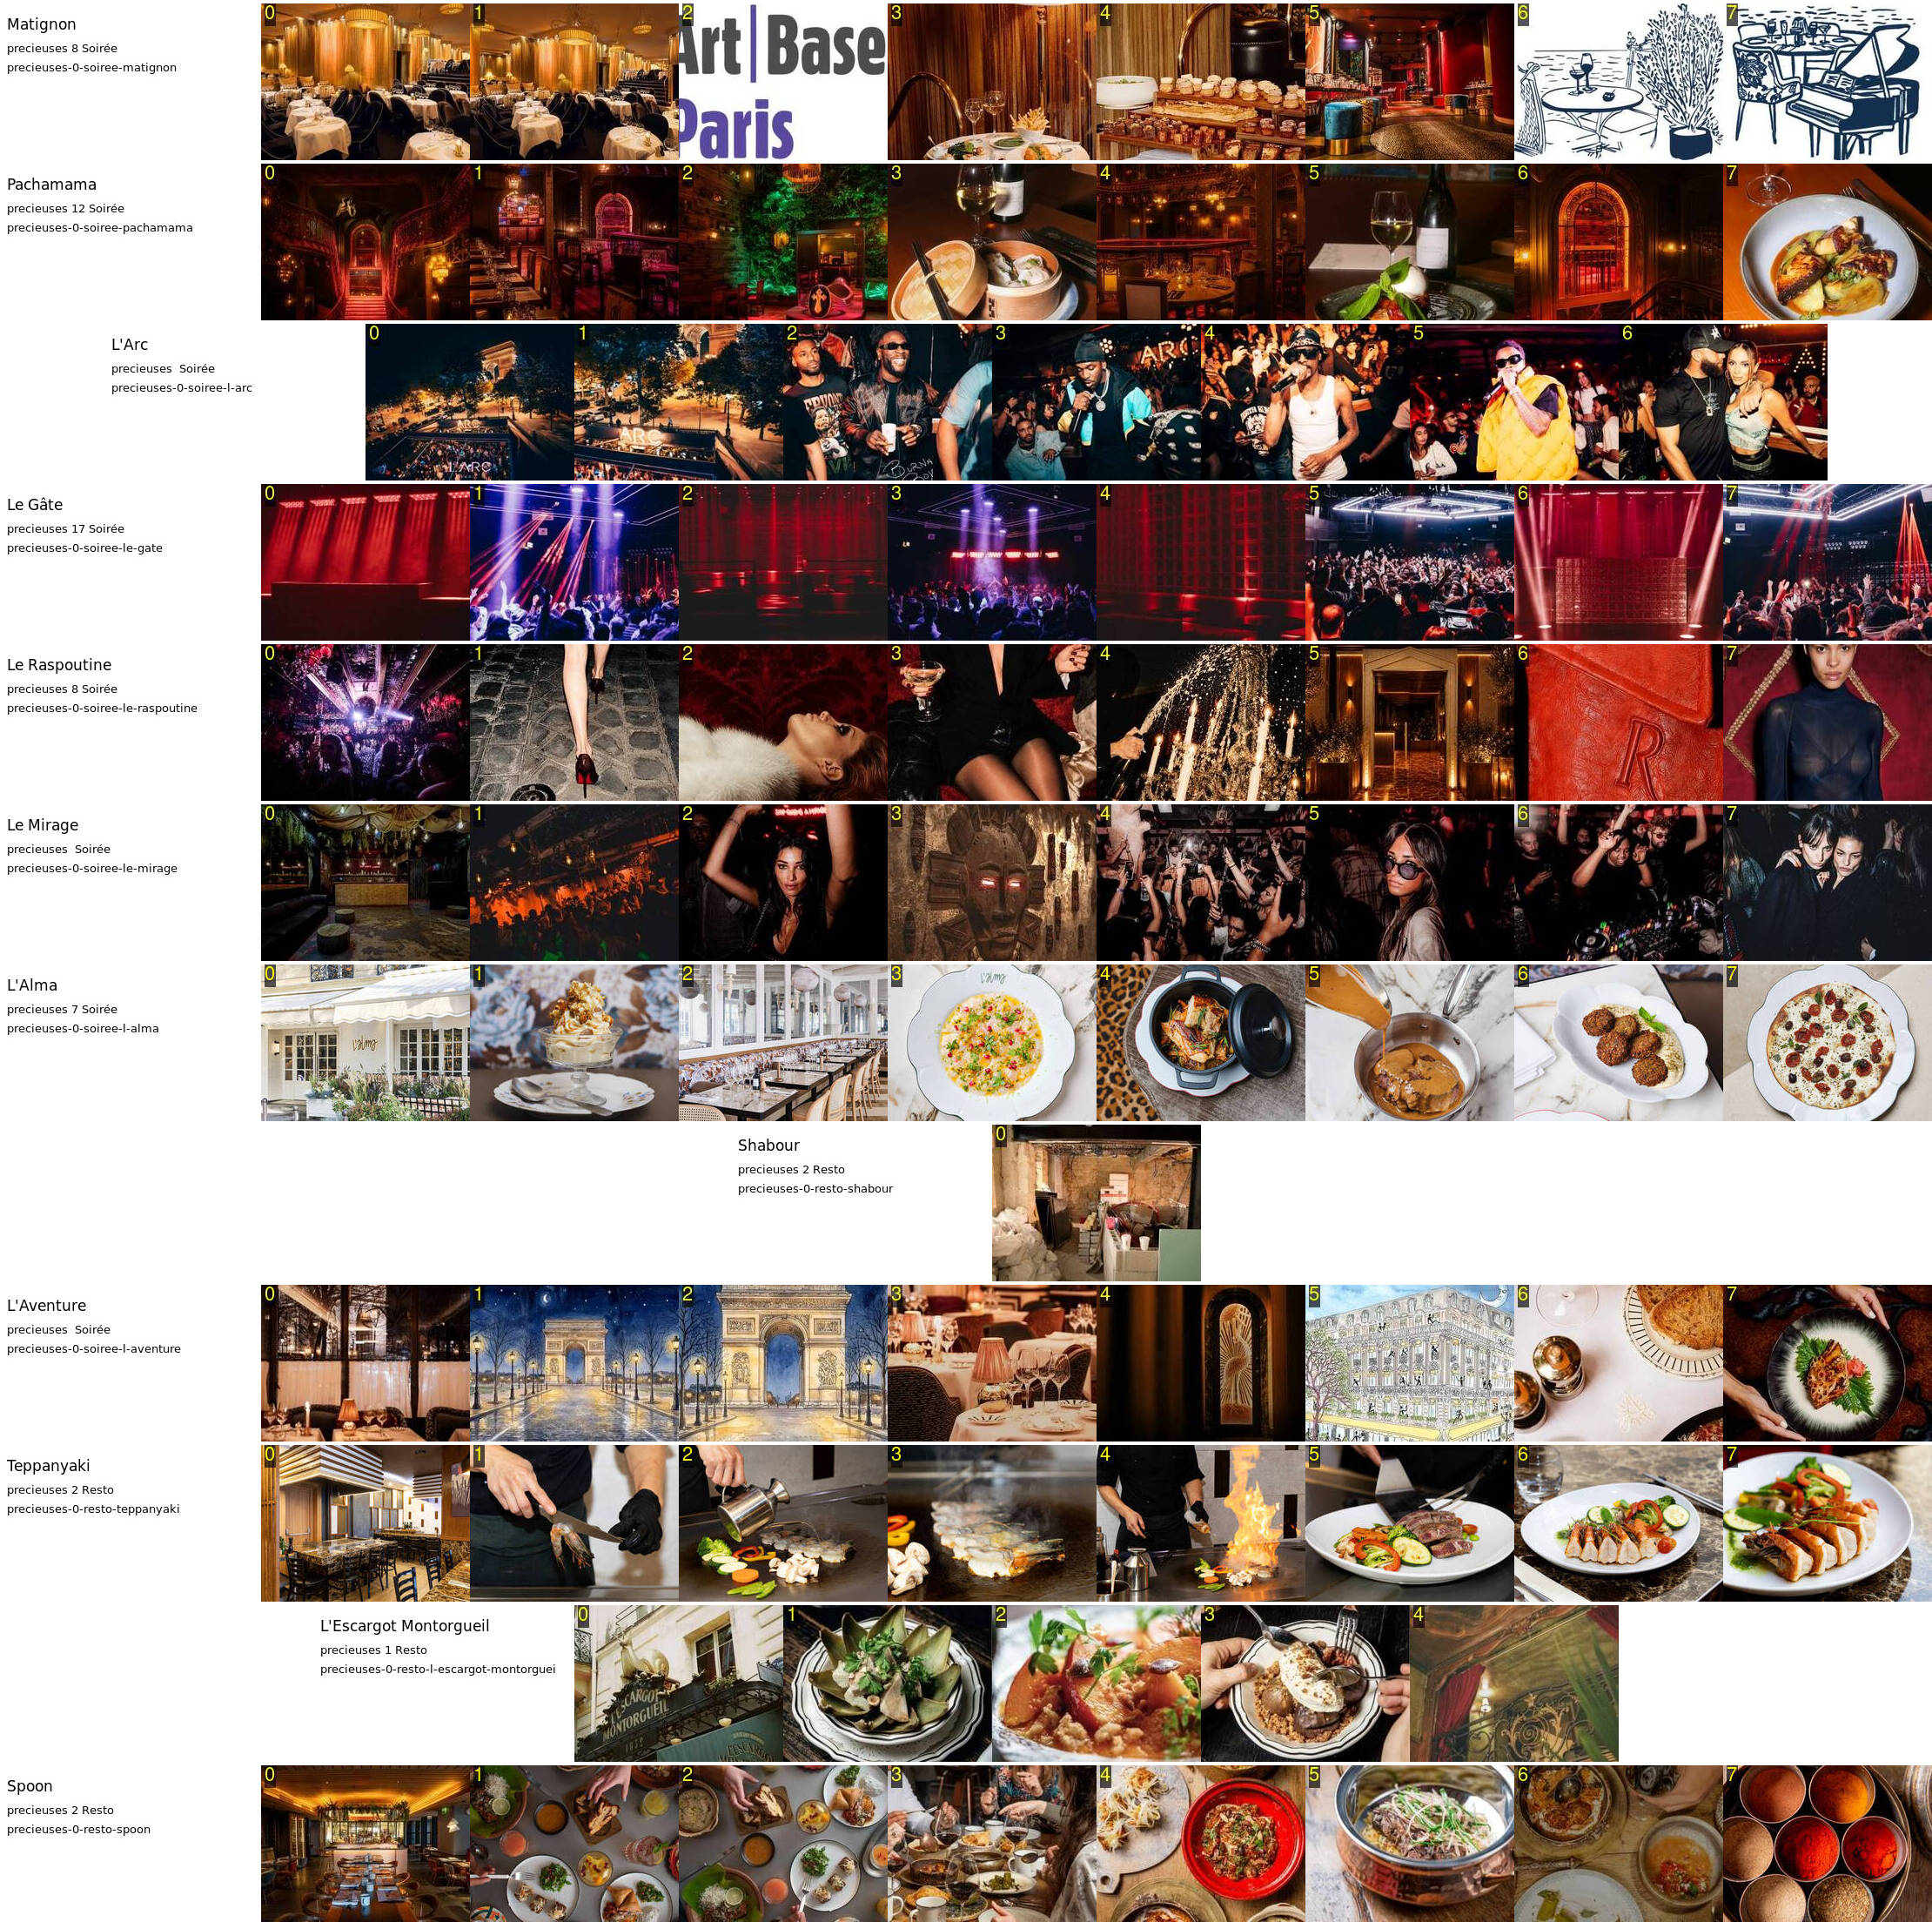 Matignon
precieuses 8 Soirée
precieuses-0-soiree-matignon
0 1 2 3 4 5 6 7
Art|Base
Paris
Pachamama
precieuses 12 Soirée
precieuses-0-soiree-pachamama
0 1 2 3 4 5 6 7
L'Arc
precieuses  Soirée
precieuses-0-soiree-l-arc
0 1 2 3 4 5 6
L'ARC
ARC
BURNA
BOY
ARC
Le Gâte
precieuses 17 Soirée
precieuses-0-soiree-le-gate
0 1 2 3 4 5 6 7
Le Raspoutine
precieuses 8 Soirée
precieuses-0-soiree-le-raspoutine
0 1 2 3 4 5 6 7
R
Le Mirage
precieuses  Soirée
precieuses-0-soiree-le-mirage
0 1 2 3 4 5 6 7
L'Alma
precieuses 7 Soirée
precieuses-0-soiree-l-alma
0 1 2 3 4 5 6 7
L'alma
L'alma
Shabour
precieuses 2 Resto
precieuses-0-resto-shabour
0
L'Aventure
precieuses  Soirée
precieuses-0-soiree-l-aventure
0 1 2 3 4 5 6 7
Teppanyaki
precieuses 2 Resto
precieuses-0-resto-teppanyaki
0 1 2 3 4 5 6 7
L'Escargot Montorgueil
precieuses 1 Resto
precieuses-0-resto-l-escargot-montorguei
0 1 2 3 4
L'ESCARGOT
MONTORGUEIL
1832
L'ESCARGOT
Spoon
precieuses 2 Resto
precieuses-0-resto-spoon
0 1 2 3 4 5 6 7